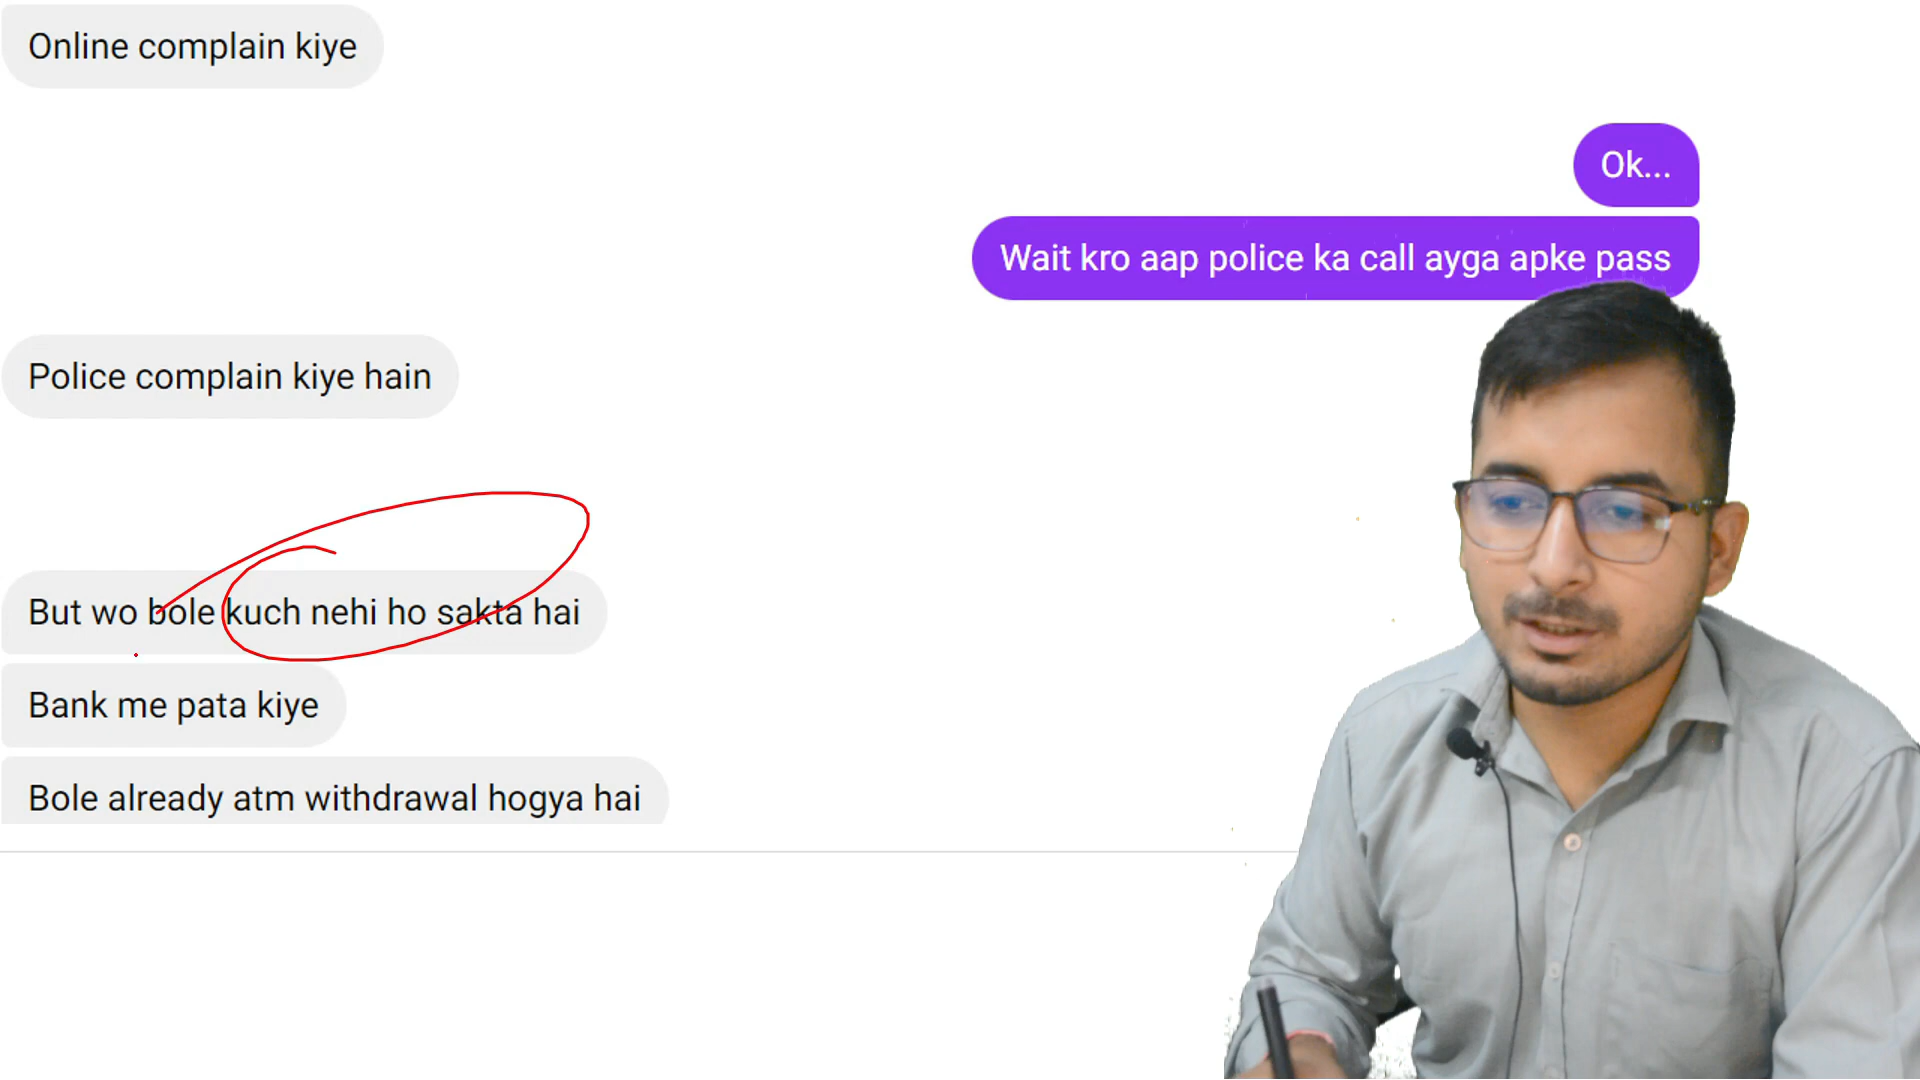 Online complain kiye
Ok...
Wait kro aap police ka call ayga apke pass
Police complain kiye hain
But wo bole kuch nehi ho sakta hai
Bank me pata kiye
Bole already atm withdrawal hogya hai